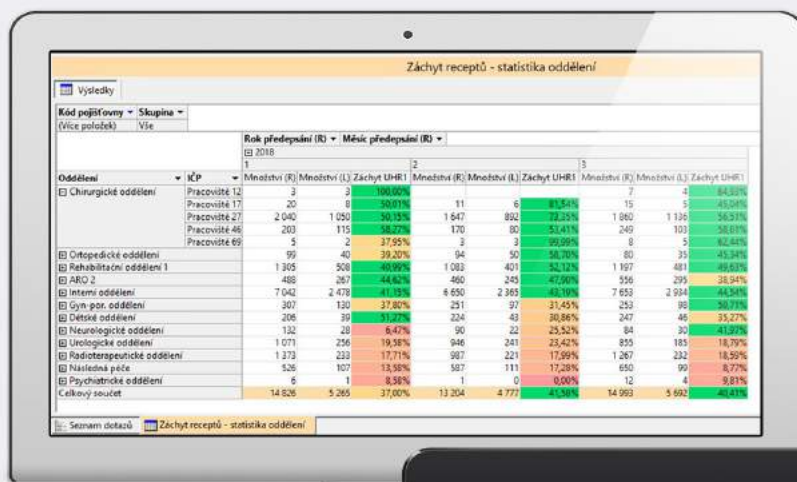 Záchyt receptů - statistika oddělení
Výsledky
Kód pojišťovny Skupina
(Více položek) Vše
Rok předepsání (R) Měsíc předepsání (R)
2018
1 2 3
Oddělení IČP Množství (R) Množství (L) Záchyt UHR1 Množství (R) Množství (L) Záchyt UHR1 Množství (R) Množství (L) Záchyt UHR1
Chirurgické oddělení Pracoviště 12 3 3 100,00% 7 4 64,92%
Pracoviště 17 20 8 50,01% 11 6 81,54% 15 5 45,04%
Pracoviště 27 2 040 1 050 50,15% 1 647 892 73,35% 1 860 1 136 56,51%
Pracoviště 46 203 115 58,27% 170 80 53,41% 249 103 58,61%
Pracoviště 69 5 2 37,95% 3 3 99,99% 8 5 62,44%
Ortopedické oddělení 99 40 39,20% 94 50 58,70% 80 35 45,34%
Rehabilitační oddělení 1 1 305 508 49,99% 1 083 401 52,12% 1 197 481 49,63%
ARO 2 488 267 44,62% 460 245 47,90% 556 295 38,94%
Interní oddělení 7 042 2 478 41,15% 6 650 2 365 43,19% 7 653 2 934 44,54%
Gyn-por. oddělení 307 130 37,80% 251 97 31,45% 253 98 50,71%
Dětské oddělení 206 39 51,27% 224 43 30,86% 247 46 35,27%
Neurologické oddělení 132 28 6,47% 90 22 25,52% 84 30 41,97%
Urologické oddělení 1 071 256 19,58% 946 241 23,42% 855 185 18,79%
Radioterapeutické oddělení 1 373 233 17,71% 987 221 17,99% 1 267 232 18,59%
Následná péče 526 107 13,58% 587 111 17,28% 650 99 8,77%
Psychiatrické oddělení 6 1 8,58% 1 0 0,00% 12 4 9,81%
Celkový součet 14 826 5 265 37,00% 13 204 4 777 41,58% 14 993 5 692 40,41%
Seznam dotazů Záchyt receptů - statistika oddělení